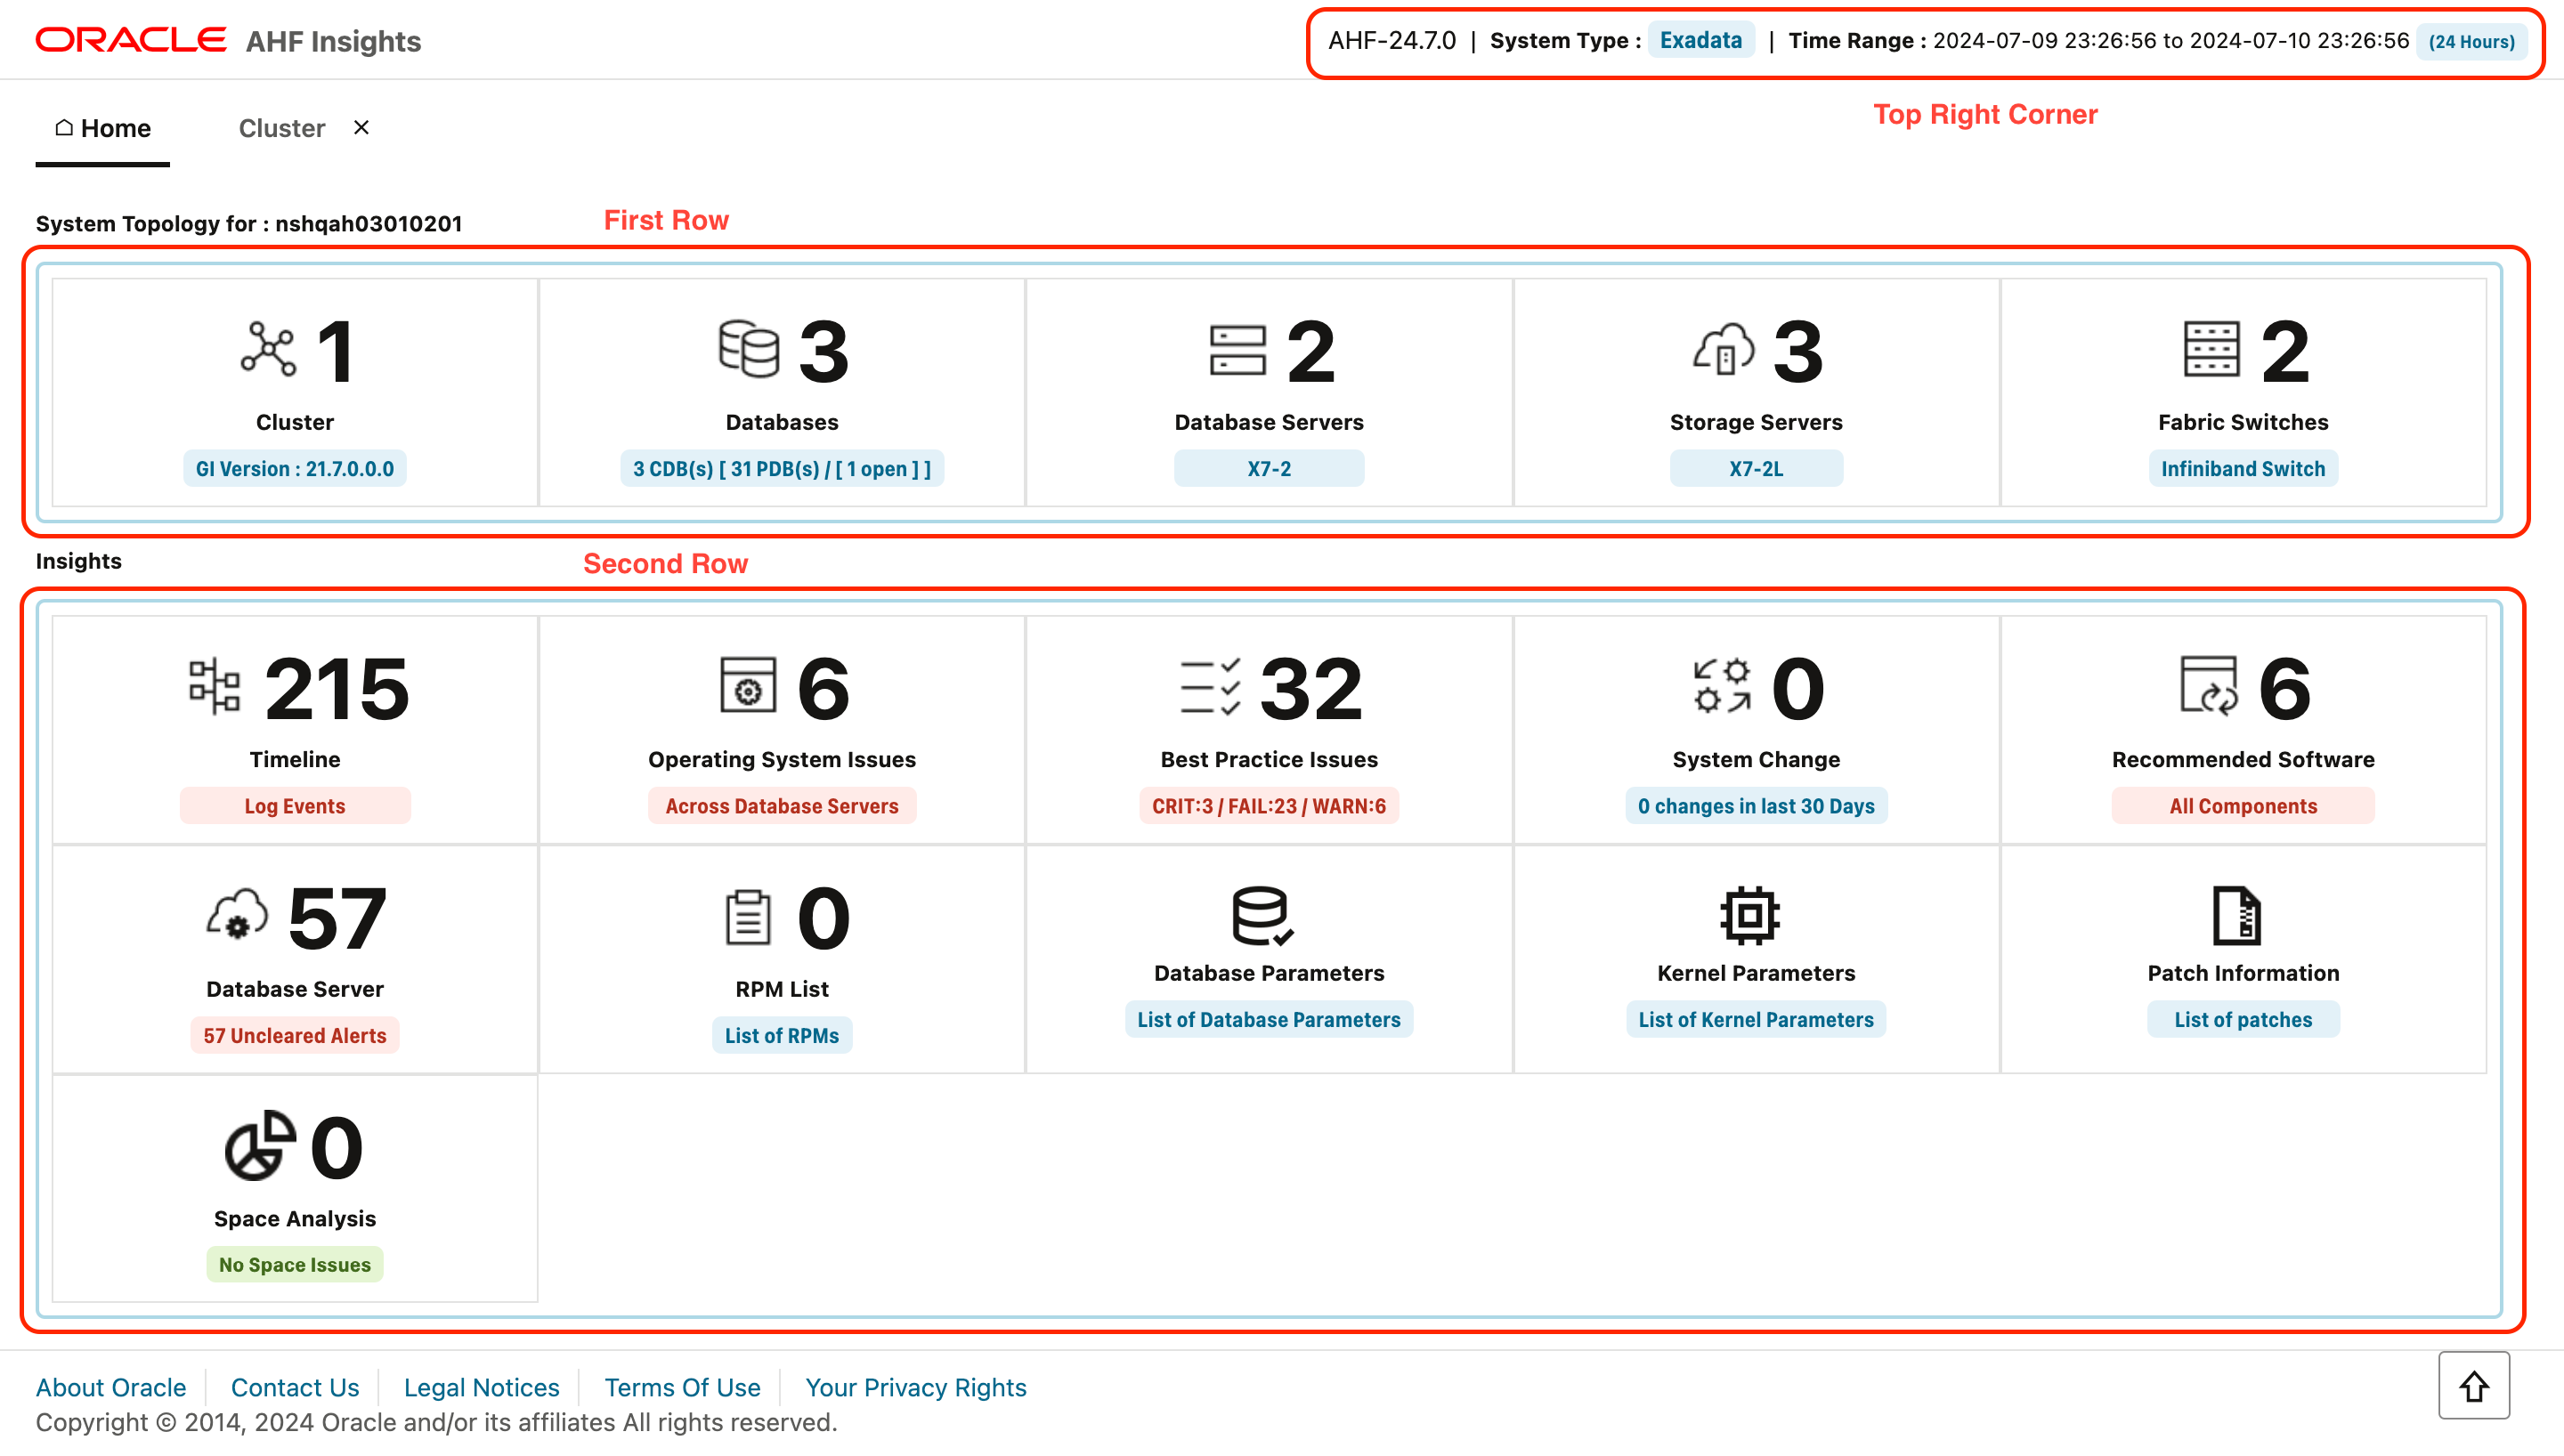 ORACLE AHF Insights
AHF-24.7.0 | System Type : Exadata | Time Range : 2024-07-09 23:26:56 to 2024-07-10 23:26:56 (24 Hours)
Top Right Corner
Home
Cluster ×
System Topology for : nshqah03010201
First Row
1
Cluster
GI Version : 21.7.0.0.0
3
Databases
3 CDB(s) [ 31 PDB(s) / [ 1 open ] ]
2
Database Servers
X7-2
3
Storage Servers
X7-2L
2
Fabric Switches
Infiniband Switch
Insights
Second Row
215
Timeline
Log Events
6
Operating System Issues
Across Database Servers
32
Best Practice Issues
CRIT:3 / FAIL:23 / WARN:6
0
System Change
0 changes in last 30 Days
6
Recommended Software
All Components
57
Database Server
57 Uncleared Alerts
0
RPM List
List of RPMs
Database Parameters
List of Database Parameters
Kernel Parameters
List of Kernel Parameters
Patch Information
List of patches
0
Space Analysis
No Space Issues
About Oracle
Contact Us
Legal Notices
Terms Of Use
Your Privacy Rights
Copyright © 2014, 2024 Oracle and/or its affiliates All rights reserved.